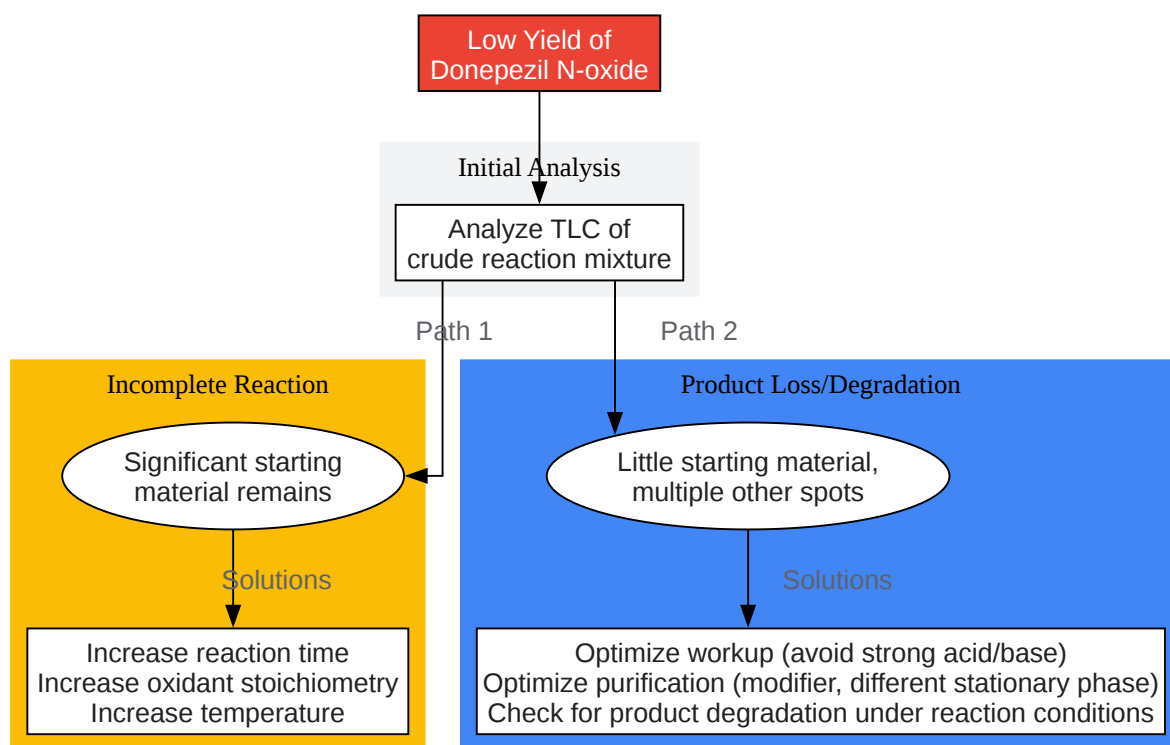 Low Yield of
Donepezil N-oxide
Initial Analysis
Analyze TLC of
crude reaction mixture
Path 1
Path 2
Incomplete Reaction
Significant starting
material remains
Solutions
Increase reaction time
Increase oxidant stoichiometry
Increase temperature
Product Loss/Degradation
Little starting material,
multiple other spots
Solutions
Optimize workup (avoid strong acid/base)
Optimize purification (modifier, different stationary phase)
Check for product degradation under reaction conditions